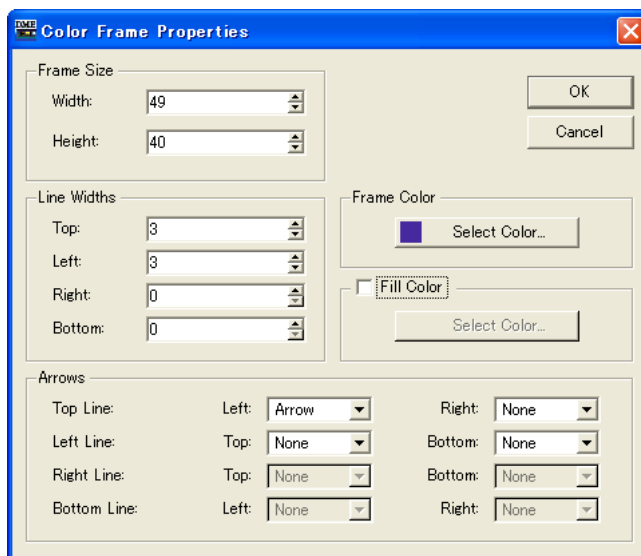 DME
Color Frame Properties
Frame Size
Width: 49
Height: 40
OK
Cancel
Line Widths
Top: 3
Left: 3
Right: 0
Bottom: 0
Frame Color
Select Color...
Fill Color
Select Color...
Arrows
Top Line: Left: Arrow Right: None
Left Line: Top: None Bottom: None
Right Line: Top: None Bottom: None
Bottom Line: Left: None Right: None